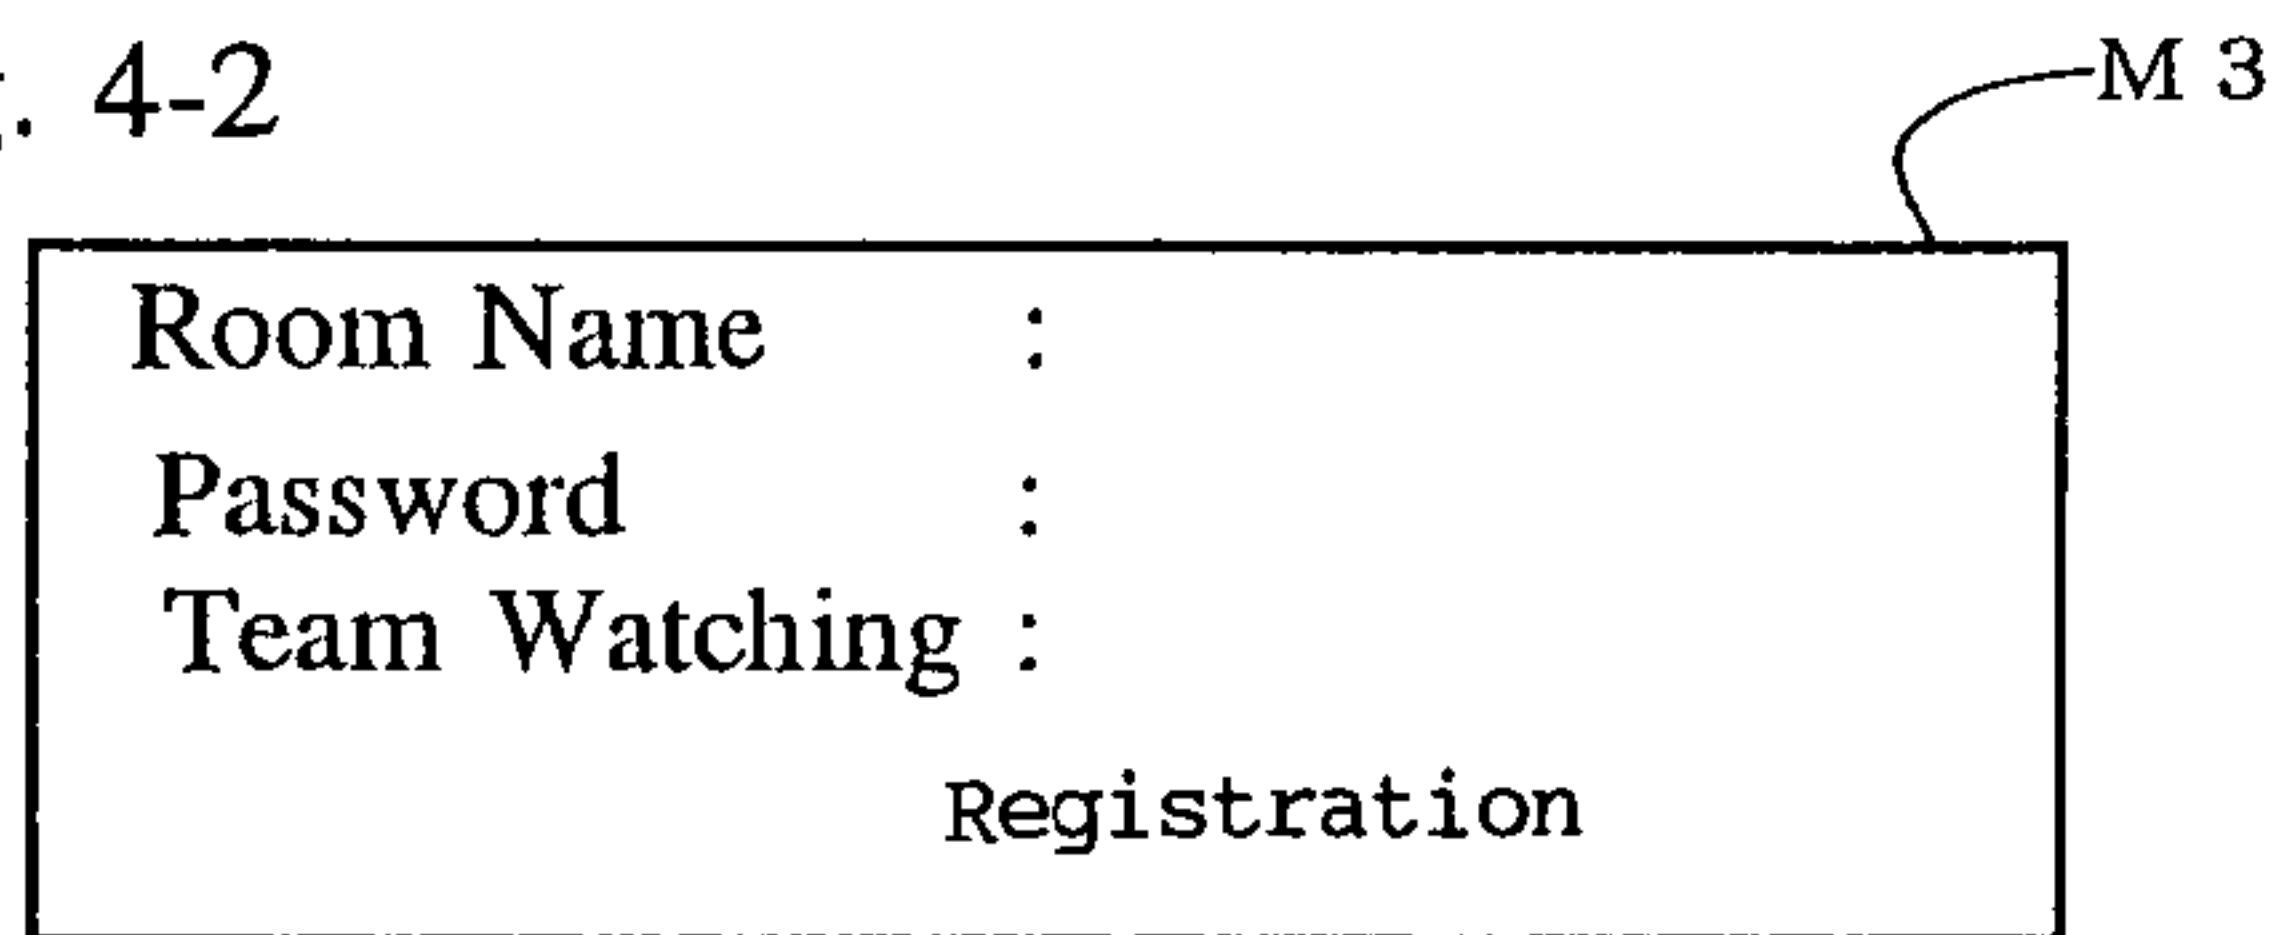 . 4-2
M 3
Room Name :
Password :
Team Watching :
Registration